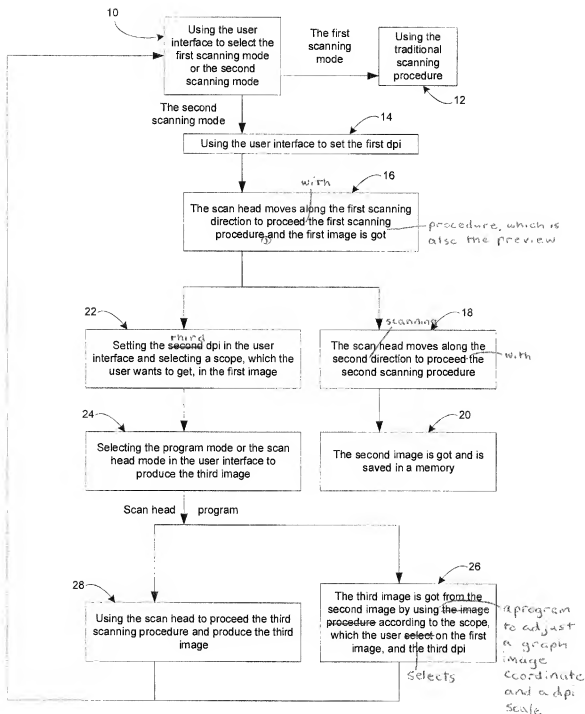 10
Using the user
interface to select the
first scanning mode
or the second
scanning mode
The first
scanning
mode
Using the
traditional
scanning
procedure
12
The second
scanning mode
14
Using the user interface to set the first dpi
16
with
The scan head moves along the first scanning
direction to proceed the first scanning
procedure, and the first image is got
procedure, which is
also the preview
22
third
Setting the second dpi in the user
interface and selecting a scope, which the
user wants to get, in the first image
18
scanning
The scan head moves along the
second direction to proceed the
second scanning procedure
with
24
Selecting the program mode or the scan
head mode in the user interface to
produce the third image
20
The second image is got and is
saved in a memory
Scan head program
28
Using the scan head to proceed the third
scanning procedure and produce the third
image
26
The third image is got from the
second image by using the image
procedure according to the scope,
which the user select on the first
image, and the third dpi
selects
a program
to adjust
a graph
image
coordinate
and a dpi
scale